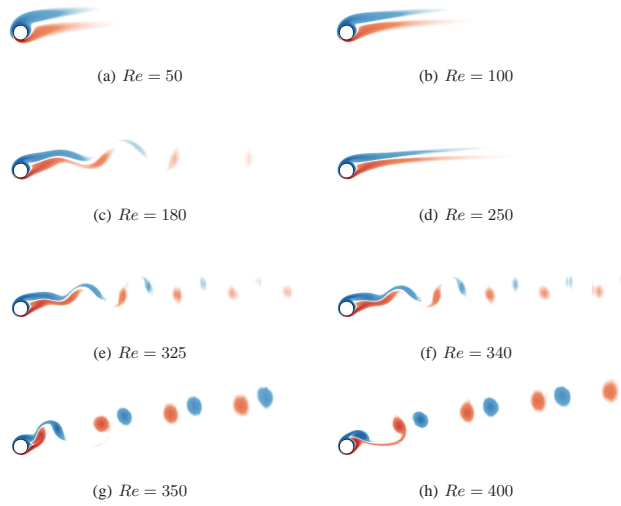 (a) Re = 50
(b) Re = 100
(c) Re = 180
(d) Re = 250
(e) Re = 325
(f) Re = 340
(g) Re = 350
(h) Re = 400